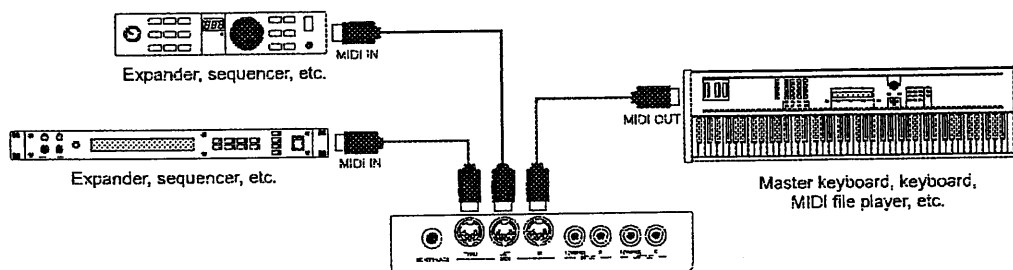 MIDI IN
Expander, sequencer, etc.
MIDI OUT
MIDI IN
Expander, sequencer, etc.
Master keyboard, keyboard,
MIDI file player, etc.